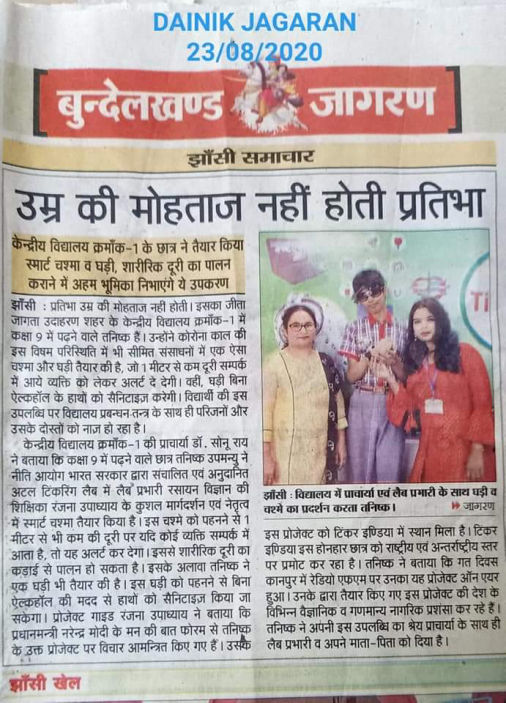 DAINIK JAGARAN
23/08/2020
बुन्देलखण्ड जागरण
झाँसी समाचार
उम्र की मोहताज नहीं होती प्रतिभा
केन्द्रीय विद्यालय क्रमाँक-1 के छात्र ने तैयार किया
स्मार्ट चश्मा व घड़ी, शारीरिक दूरी का पालन
कराने में अहम भूमिका निभाएंगे ये उपकरण
झाँसी : प्रतिभा उम्र की मोहताज नही होती। इसका जीता
जागता उदाहरण शहर के केन्द्रीय विद्यालय क्रमाँक-1 में
कक्षा 9 में पढ़ने वाले तनिष्क हैं। उन्होंने कोरोना काल की
इस विषम परिस्थिति में भी सीमित संसाधनों में एक ऐसा
चश्मा और घड़ी तैयार की है, जो 1 मीटर से कम दूरी सम्पर्क
में आये व्यक्ति को लेकर अलर्ट दे देगी। वहीं, घड़ी बिना
ऐल्कहॉल के हाथों को सैनिटाइज़ करेगी। विद्यार्थी की इस
उपलब्धि पर विद्यालय प्रबन्धन तन्त्र के साथ ही परिजनों और
उसके दोस्तों को नाज़ हो रहा है।
केन्द्रीय विद्यालय क्रमाँक-1 की प्राचार्या डॉ. सोनू राय
ने बताया कि कक्षा 9 में पढ़ने वाले छात्र तनिष्क उपमन्यु ने
नीति आयोग भारत सरकार द्वारा संचालित एवं अनुदानित
अटल टिंकरिंग लैब में लैब प्रभारी रसायन विज्ञान की
शिक्षिका रंजना उपाध्याय के कुशल मार्गदर्शन एवं नेतृत्व
में स्मार्ट चश्मा तैयार किया है। इस चश्मे को पहनने से 1
मीटर से भी कम की दूरी पर यदि कोई व्यक्ति सम्पर्क में
आता है, तो यह अलर्ट कर देगा। इससे शारीरिक दूरी का
कड़ाई से पालन हो सकता है। इसके अलावा तनिष्क ने
एक घड़ी भी तैयार की है। इस घड़ी को पहनने से बिना
ऐल्कहॉल की मदद से हाथों को सैनिटाइज़ किया जा
सकेगा। प्रोजेक्ट गाइड रंजना उपाध्याय ने बताया कि
प्रधानमन्त्री नरेन्द्र मोदी के मन की बात फोरम से तनिष्क
के उक्त प्रोजेक्ट पर विचार आमन्त्रित किए गए हैं। उसके
Ti
झाँसी : विद्यालय में प्राचार्या एवं लैब प्रभारी के साथ घड़ी व
चश्मे का प्रदर्शन करता तनिष्क। जागरण
इस प्रोजेक्ट को टिंकर इण्डिया में स्थान मिला है। टिंकर
इण्डिया इस होनहार छात्र को राष्ट्रीय एवं अन्तर्राष्ट्रीय स्तर
पर प्रमोट कर रहा है। तनिष्क ने बताया कि गत दिवस
कानपुर में रेडियो एफएम पर उनका यह प्रोजेक्ट ऑन एयर
हुआ। उनके द्वारा तैयार किए गए इस प्रोजेक्ट की देश के
विभिन्न वैज्ञानिक व गणमान्य नागरिक प्रशंसा कर रहे हैं।
तनिष्क ने अपनी इस उपलब्धि का श्रेय प्राचार्या के साथ ही
लैब प्रभारी व अपने माता-पिता को दिया है।
झाँसी खेल